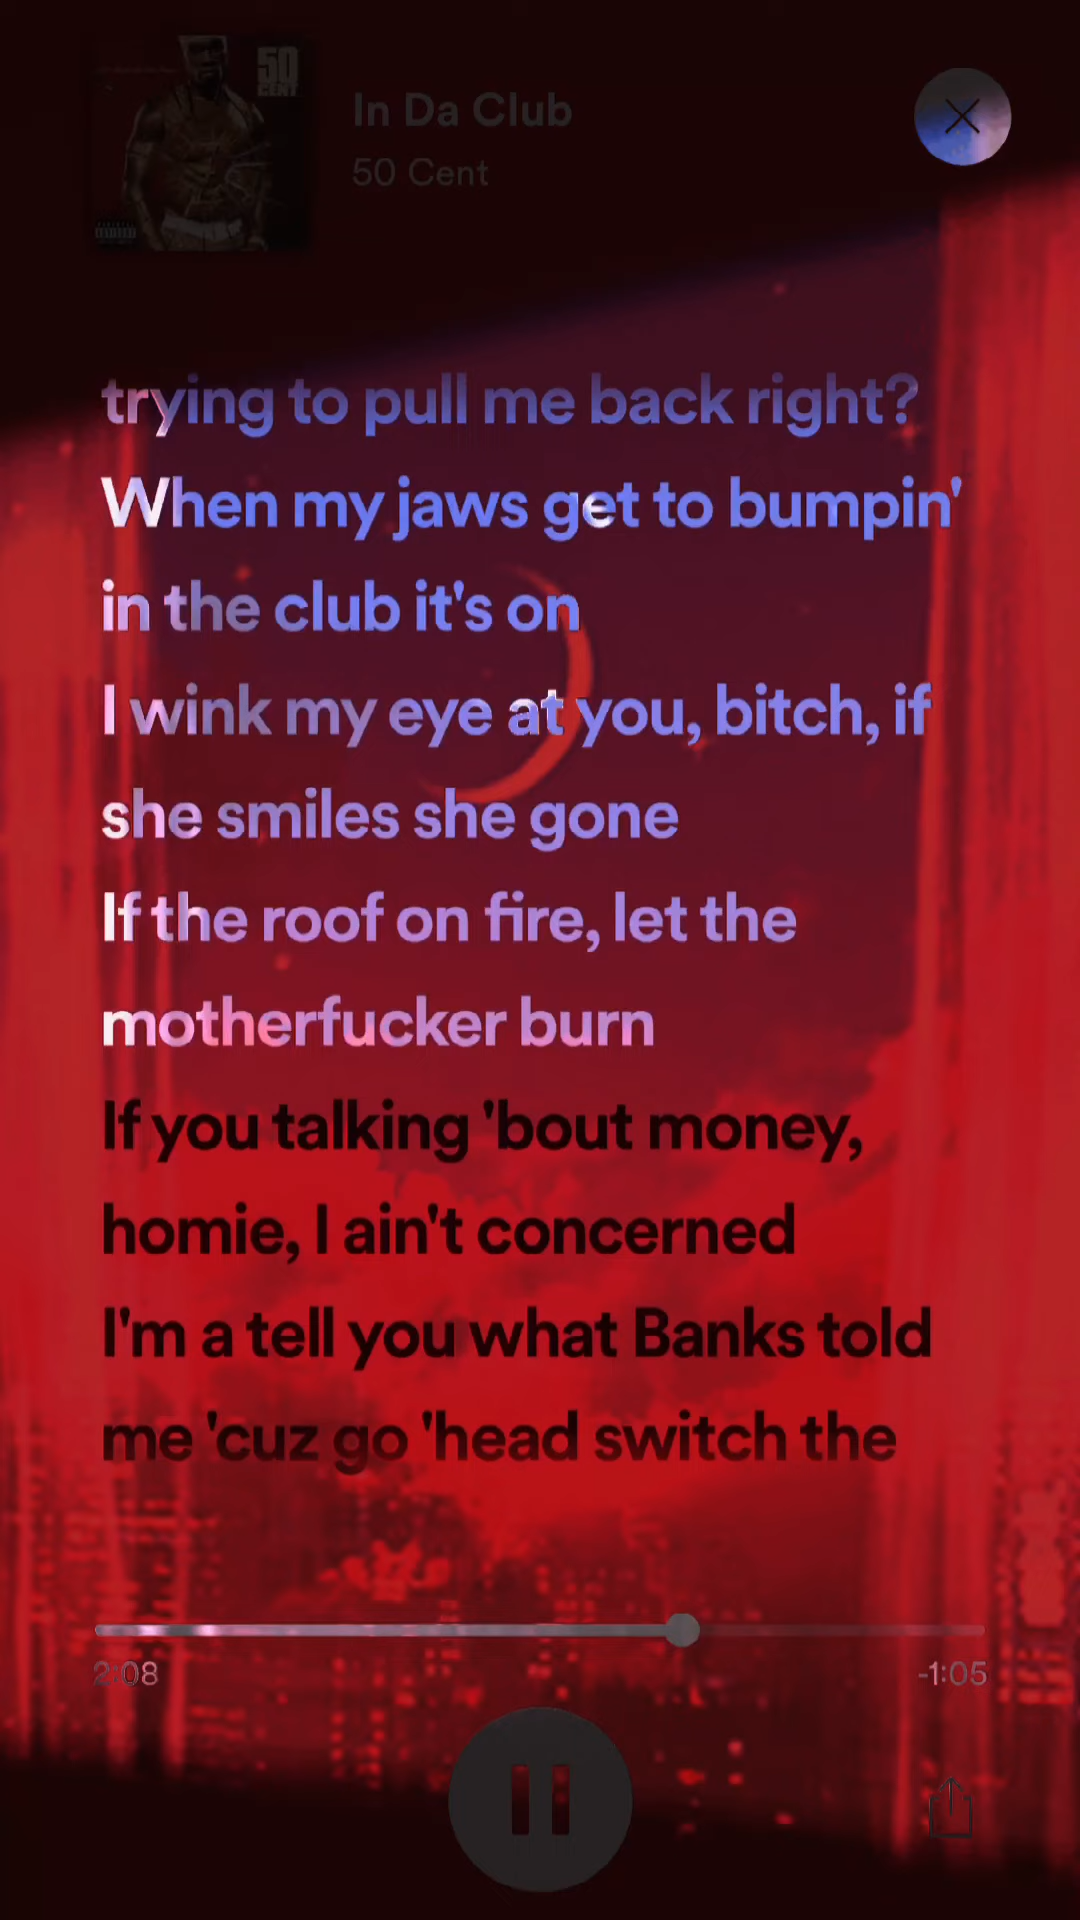 50
CENT
In Da Club
50 Cent
trying to pull me back right?
When my jaws get to bumpin'
in the club it's on
I wink my eye at you, bitch, if
she smiles she gone
If the roof on fire, let the
motherfucker burn
If you talking 'bout money,
homie, I ain't concerned
I'm a tell you what Banks told
me 'cuz go 'head switch the
2:08
-1:05